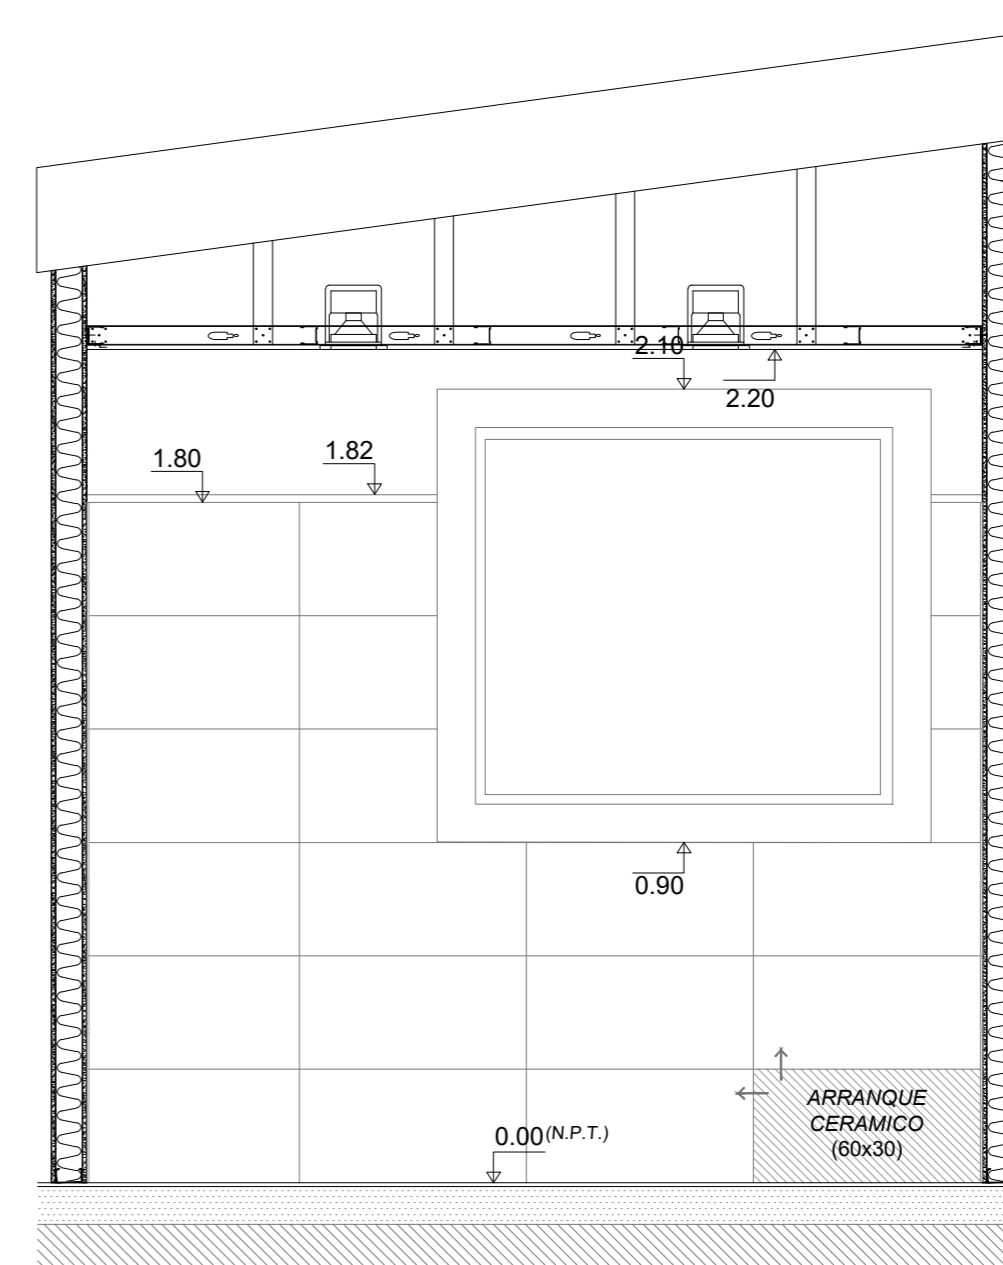 2.10
2.20
1.80
1.82
0.90
ARRANQUE
CERAMICO
(60x30)
0.00 (N.P.T.)